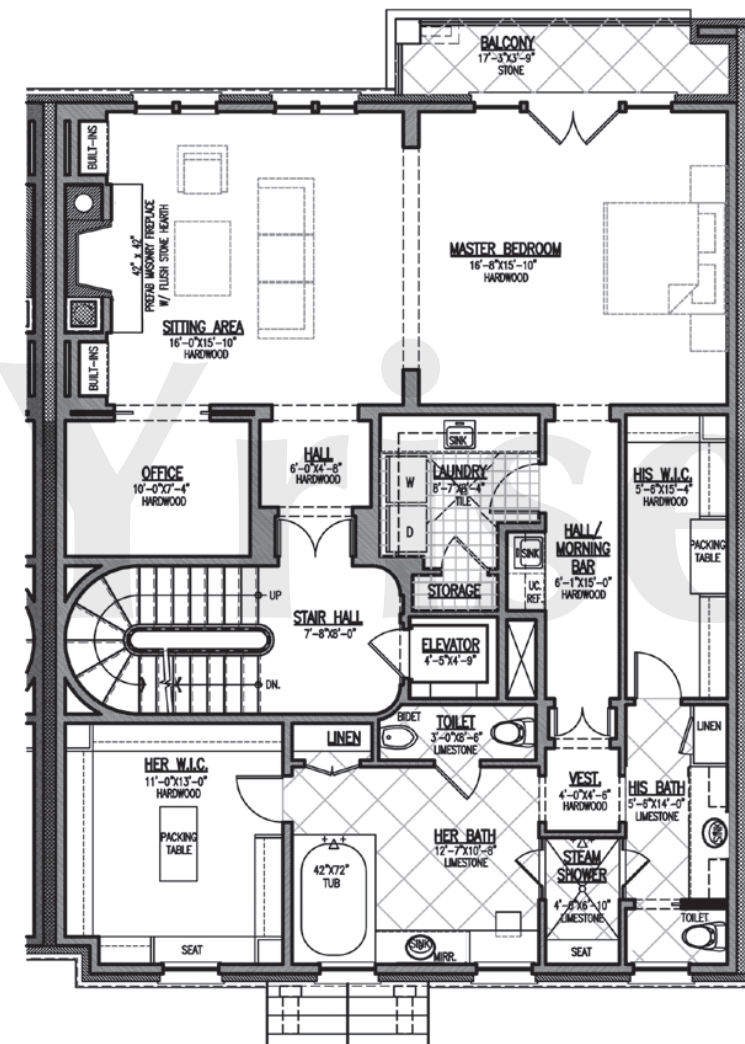 BALCONY
17'-3"X3'-9"
STONE
BUILT-INS
42" x 42"
PREFAB MASONRY FIREPLACE
W/ FLUSH STONE HEARTH
MASTER BEDROOM
16'-8"X15'-10"
HARDWOOD
SITTING AREA
16'-0"X15'-10"
HARDWOOD
BUILT-INS
Yrise
OFFICE
10'-0"X7'-4"
HARDWOOD
HALL
6'-0"X4'-8"
HARDWOOD
SINK
LAUNDRY
TILE
W
D
HIS W.I.C.
5'-6"X15'-4"
HARDWOOD
PACKING
TABLE
HALL/
MORNING
BAR
6'-1"X15'-0"
HARDWOOD
SINK
UC.
REF.
STORAGE
UP
STAIR HALL
7'-8"X8'-0"
DN.
ELEVATOR
4'-5"X4'-9"
BIDET
TOILET
3'-0"X8'-6"
LIMESTONE
LINEN
LINEN
HER W.I.C.
11'-0"X13'-0"
HARDWOOD
PACKING
TABLE
SEAT
VEST.
4'-0"X4'-6"
HARDWOOD
HIS BATH
5'-6"X14'-0"
LIMESTONE
SINK
HER BATH
12'-7"X10'-8"
LIMESTONE
42"X72"
TUB
SINK
MIRR.
STEAM
SHOWER
LIMESTONE
SEAT
TOILET